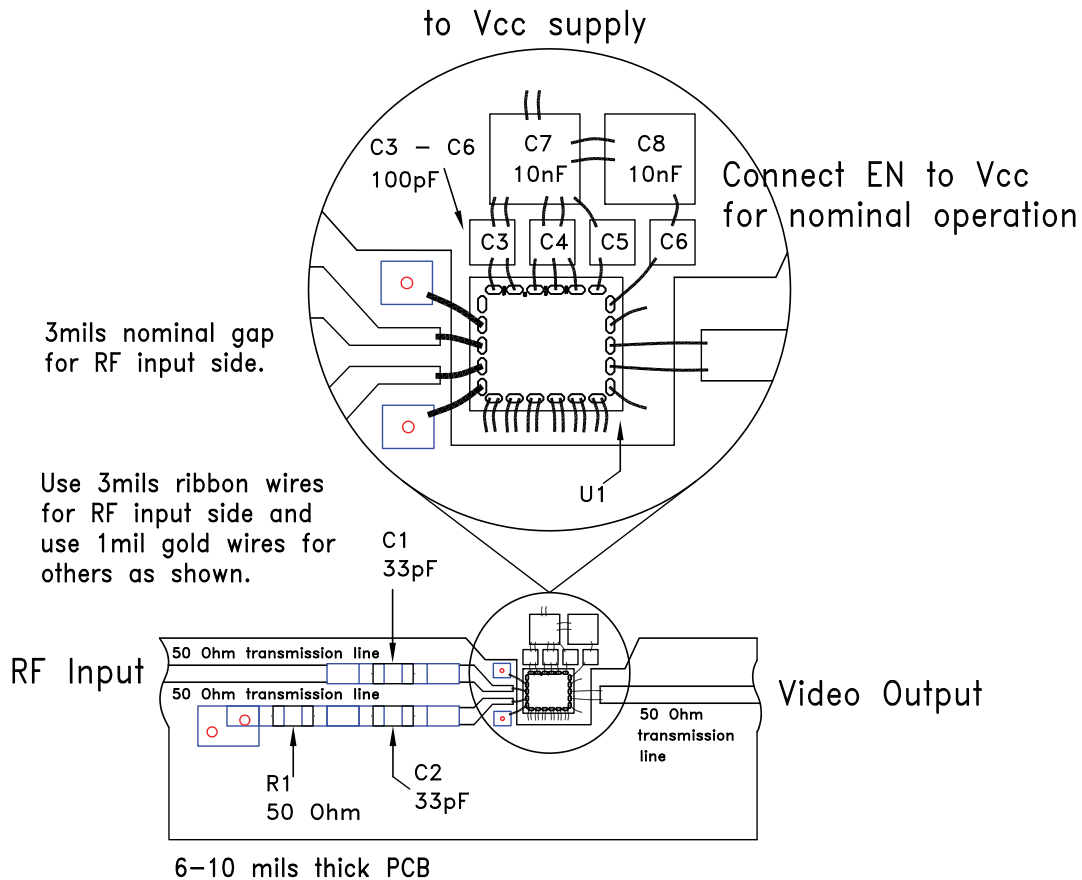 to Vcc supply
C3 - C6
100pF
C7
10nF
C8
10nF
Connect EN to Vcc
for nominal operation
C3
C4
C5
C6
3mils nominal gap
for RF input side.
U1
Use 3mils ribbon wires
for RF input side and
use 1mil gold wires for
others as shown.
C1
33pF
RF Input
50 Ohm transmission line
50 Ohm transmission line
Video Output
50 Ohm
transmission
line
R1
50 Ohm
C2
33pF
6-10 mils thick PCB